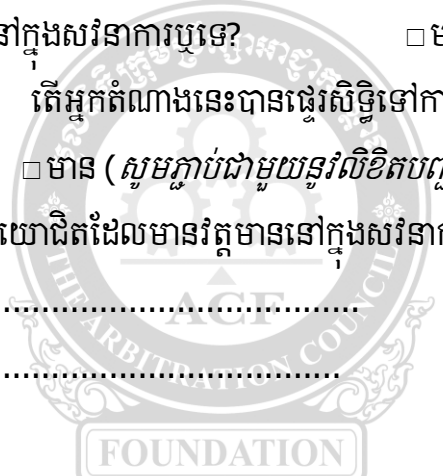 នៅក្នុងសវនាការឬទេ? □
តើអ្នកតំណាងនេះបានផ្ទេរសិទ្ធិទៅកា
□ មាន (សូមភ្ជាប់ជាមួយនូវលិខិតបញ្
យោជិតដែលមានវត្តមាននៅក្នុងសវនាក
....................................
ACF
THE ARBITRATION COUNCIL
..................................
FOUNDATION